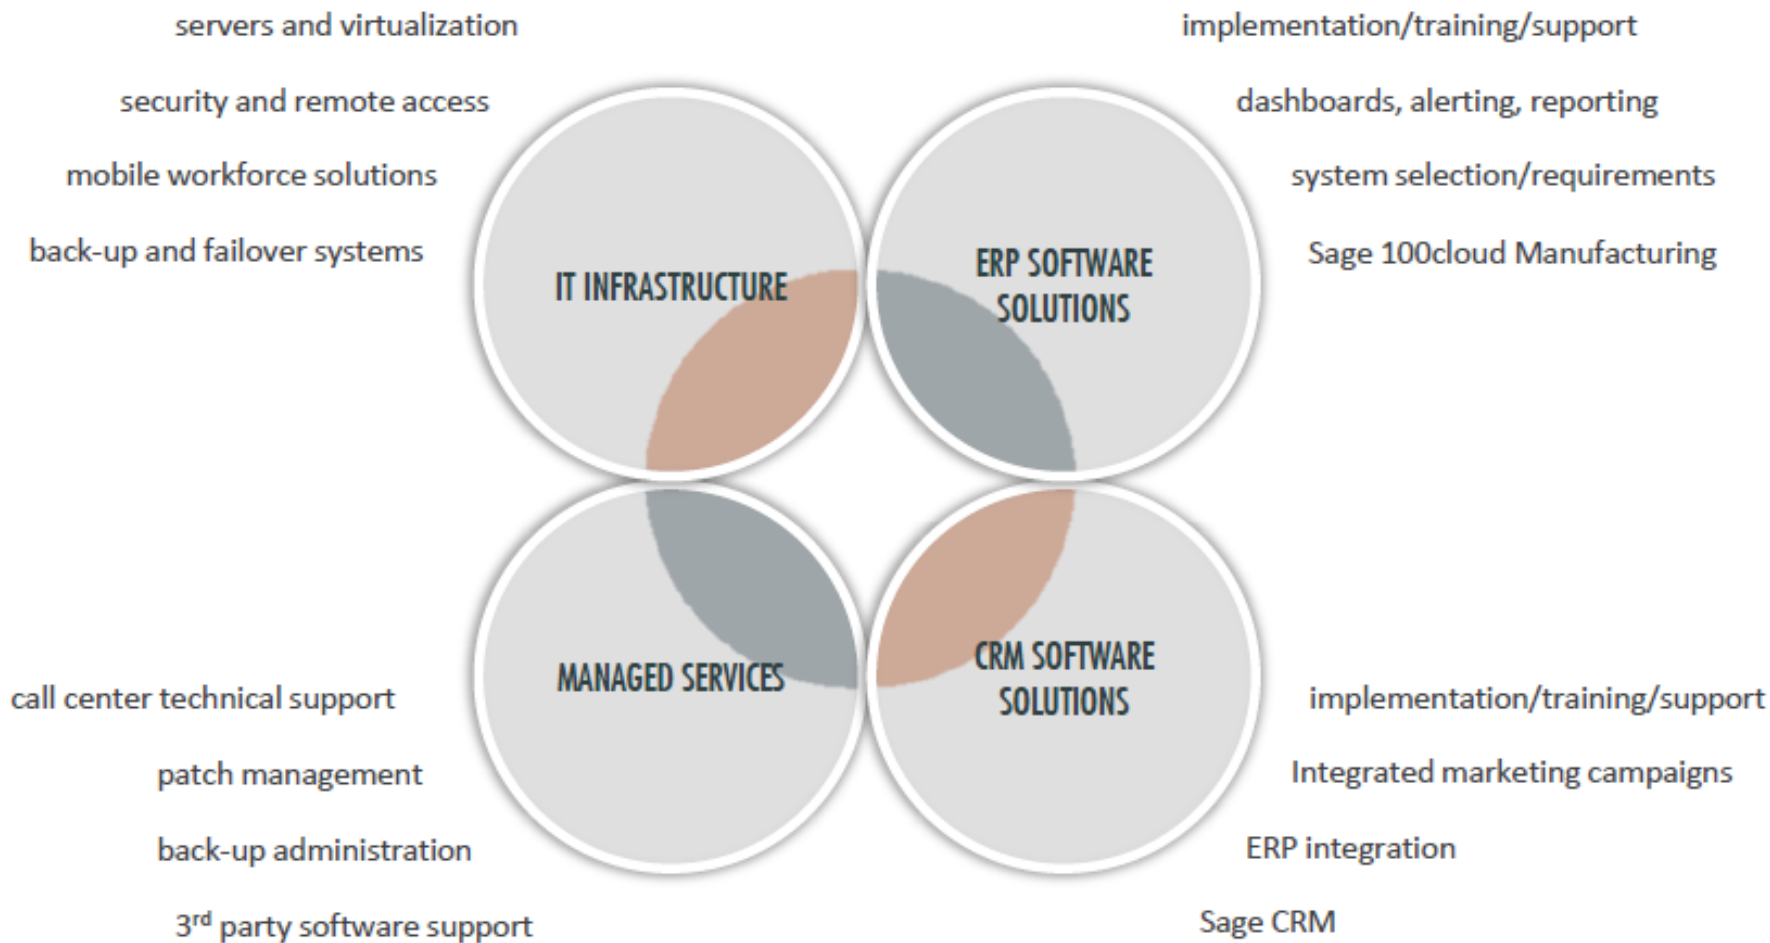 servers and virtualization
security and remote access
mobile workforce solutions
back-up and failover systems
IT INFRASTRUCTURE
implementation/training/support
dashboards, alerting, reporting
system selection/requirements
Sage 100cloud Manufacturing
ERP SOFTWARE
SOLUTIONS
MANAGED SERVICES
call center technical support
patch management
back-up administration
3rd party software support
CRM SOFTWARE
SOLUTIONS
implementation/training/support
Integrated marketing campaigns
ERP integration
Sage CRM